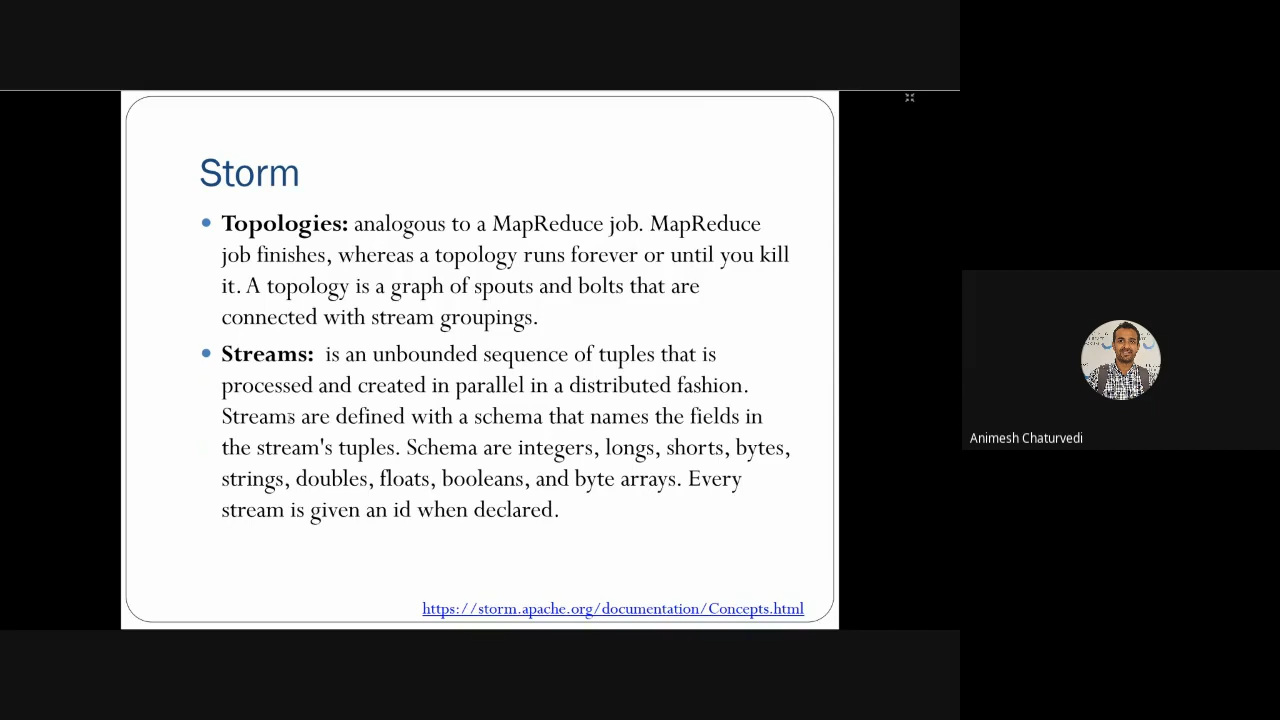 Storm
Topologies: analogous to a MapReduce job. MapReduce
job finishes, whereas a topology runs forever or until you kill
it. A topology is a graph of spouts and bolts that are
connected with stream groupings.
Streams: is an unbounded sequence of tuples that is
processed and created in parallel in a distributed fashion.
Streams are defined with a schema that names the fields in
the stream's tuples. Schema are integers, longs, shorts, bytes,
strings, doubles, floats, booleans, and byte arrays. Every
stream is given an id when declared.
https://storm.apache.org/documentation/Concepts.html
Animesh Chaturvedi